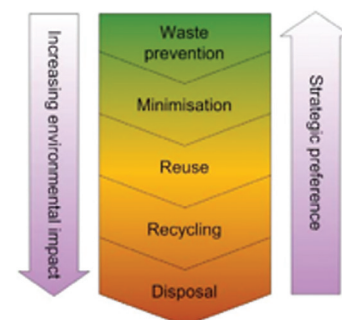 Increasing environmental impact
Waste
prevention
Minimisation
Reuse
Recycling
Disposal
Strategic preference